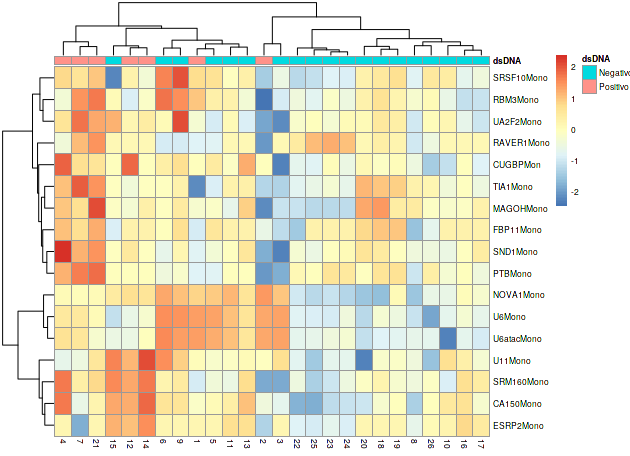 dsDNA
SRSF10Mono
RBM3Mono
UA2F2Mono
RAVER1Mono
CUGBPMon
TIA1Mono
MAGOHMono
FBP11Mono
SND1Mono
PTBMono
NOVA1Mono
U6Mono
U6atacMono
U11Mono
SRM160Mono
CA150Mono
ESRP2Mono
4 7 21 15 12 14 6 9 1 5 11 13 2 3 22 25 23 24 20 18 19 8 26 10 16 17
2
1
0
-1
-2
dsDNA
Negativo
Positivo